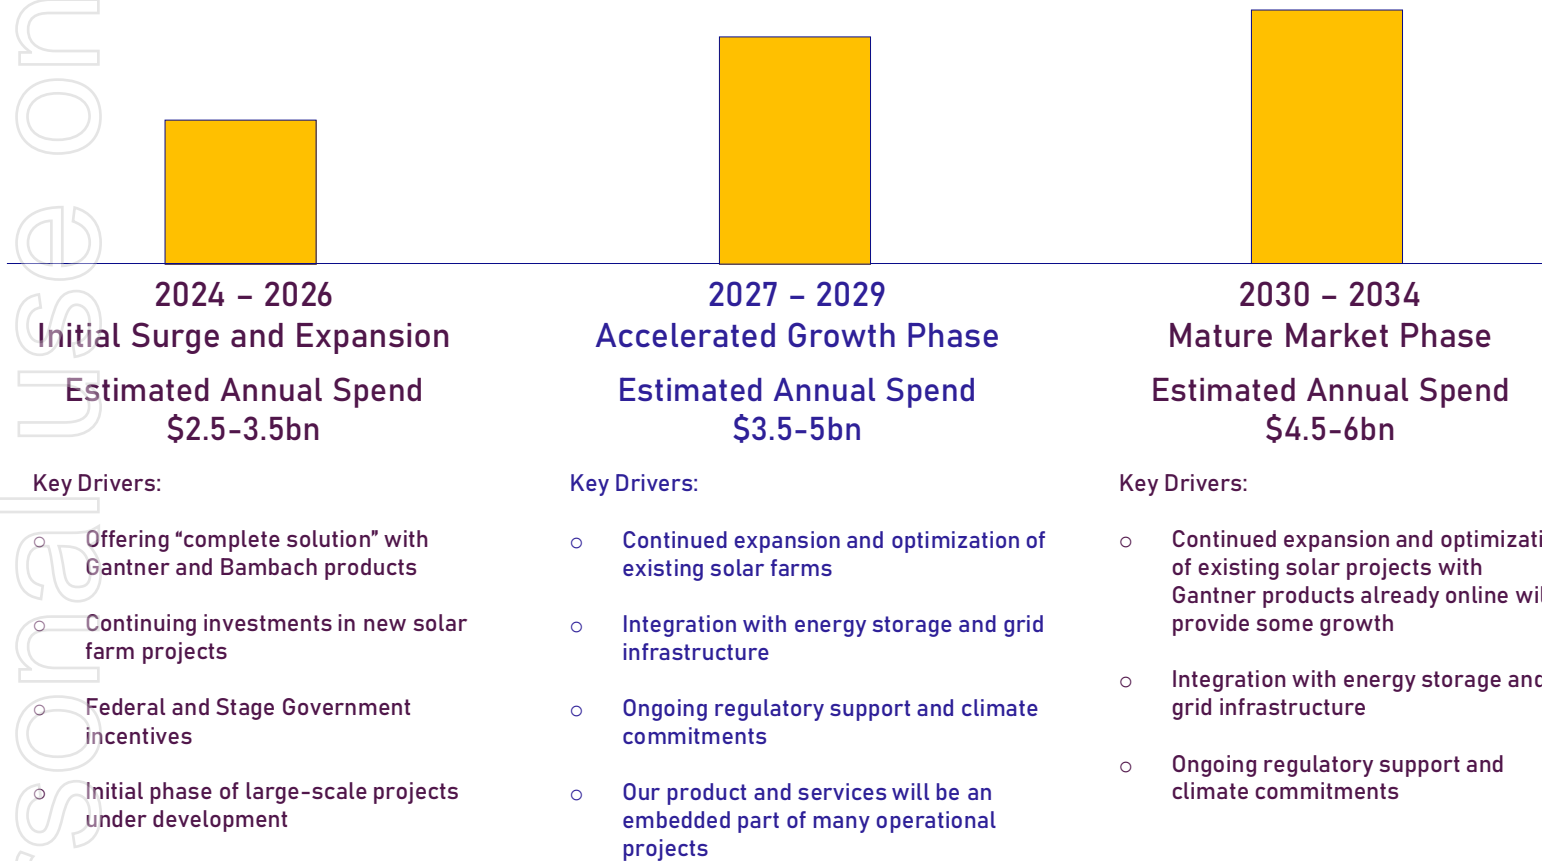 2024 – 2026
Initial Surge and Expansion
Estimated Annual Spend
$2.5-3.5bn
Key Drivers:
o Offering “complete solution” with
Gantner and Bambach products
o Continuing investments in new solar
farm projects
o Federal and Stage Government
incentives
o Initial phase of large-scale projects
under development
2027 – 2029
Accelerated Growth Phase
Estimated Annual Spend
$3.5-5bn
Key Drivers:
o Continued expansion and optimization of
existing solar farms
o Integration with energy storage and grid
infrastructure
o Ongoing regulatory support and climate
commitments
o Our product and services will be an
embedded part of many operational
projects
2030 – 2034
Mature Market Phase
Estimated Annual Spend
$4.5-6bn
Key Drivers:
o Continued expansion and optimizati
of existing solar projects with
Gantner products already online wil
provide some growth
o Integration with energy storage and
grid infrastructure
o Ongoing regulatory support and
climate commitments
rsonal use on